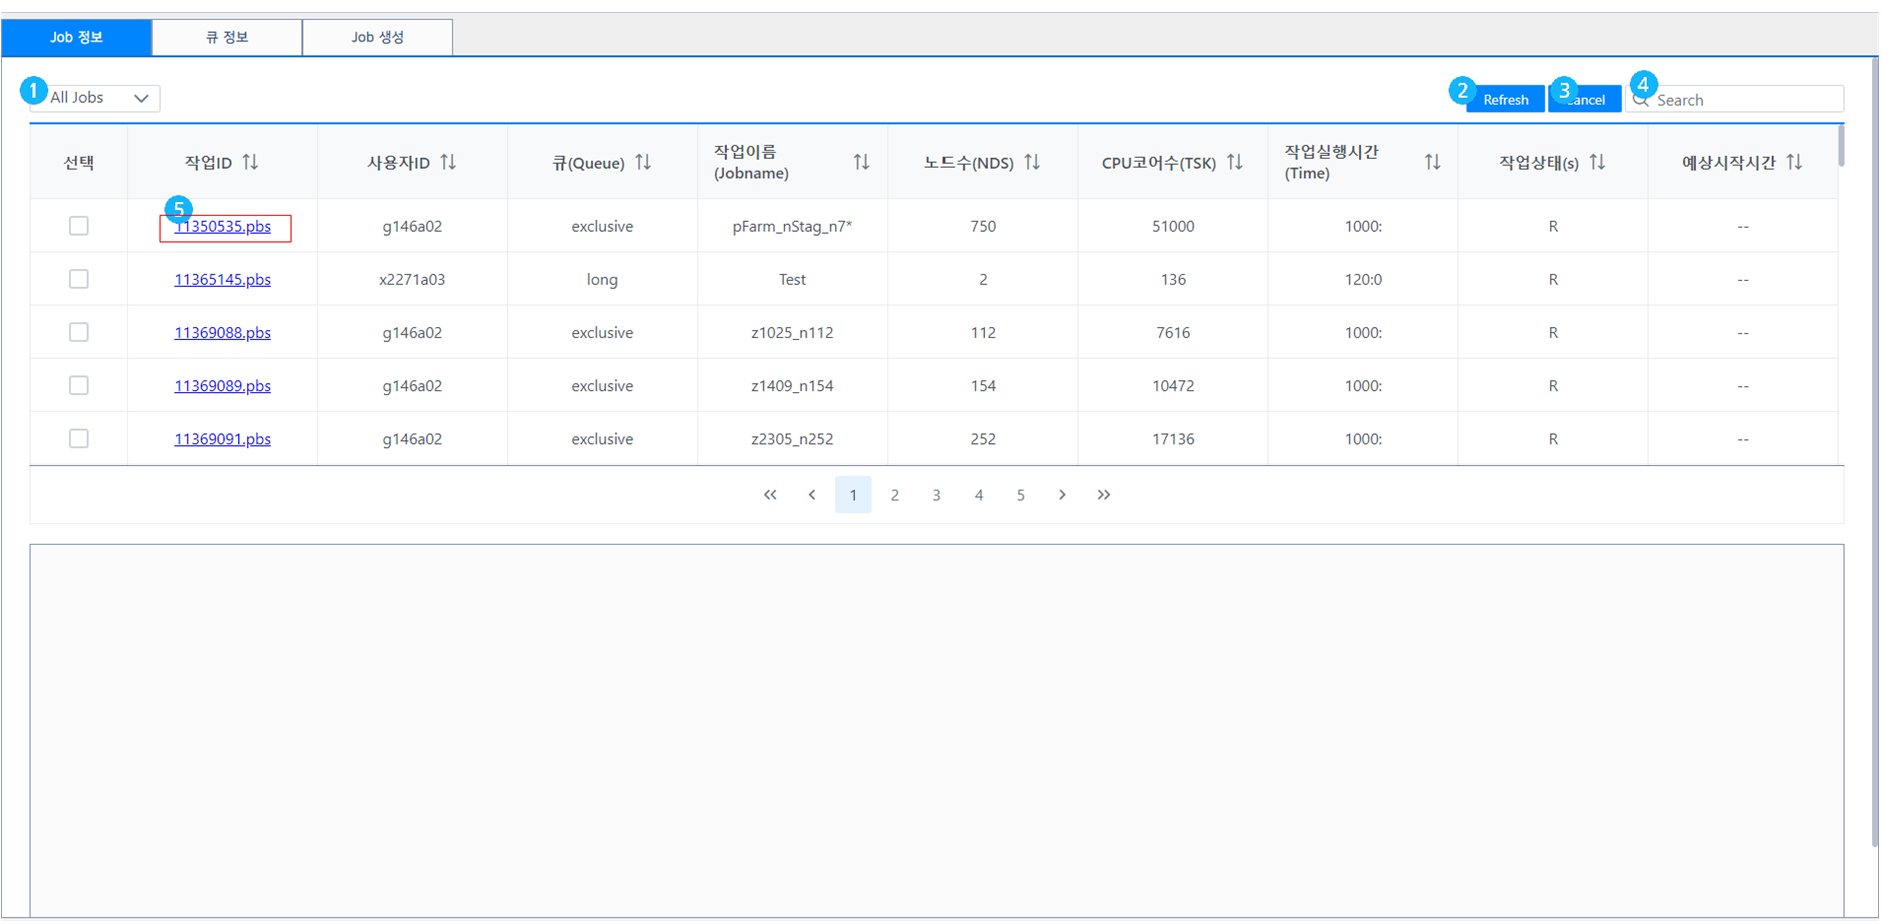 Job 정보 큐 정보 Job 생성
1 All Jobs 2 Refresh 3 Cancel 4 Search
선택 작업ID 사용자ID 큐(Queue) 작업이름 (Jobname) 노드수(NDS) CPU코어수(TSK) 작업실행시간 (Time) 작업상태(s) 예상시작시간
5
11350535.pbs g146a02 exclusive pFarm_nStag_n7* 750 51000 1000: R --
11365145.pbs x2271a03 long Test 2 136 120:0 R --
11369088.pbs g146a02 exclusive z1025_n112 112 7616 1000: R --
11369089.pbs g146a02 exclusive z1409_n154 154 10472 1000: R --
11369091.pbs g146a02 exclusive z2305_n252 252 17136 1000: R --
« ‹ 1 2 3 4 5 › »